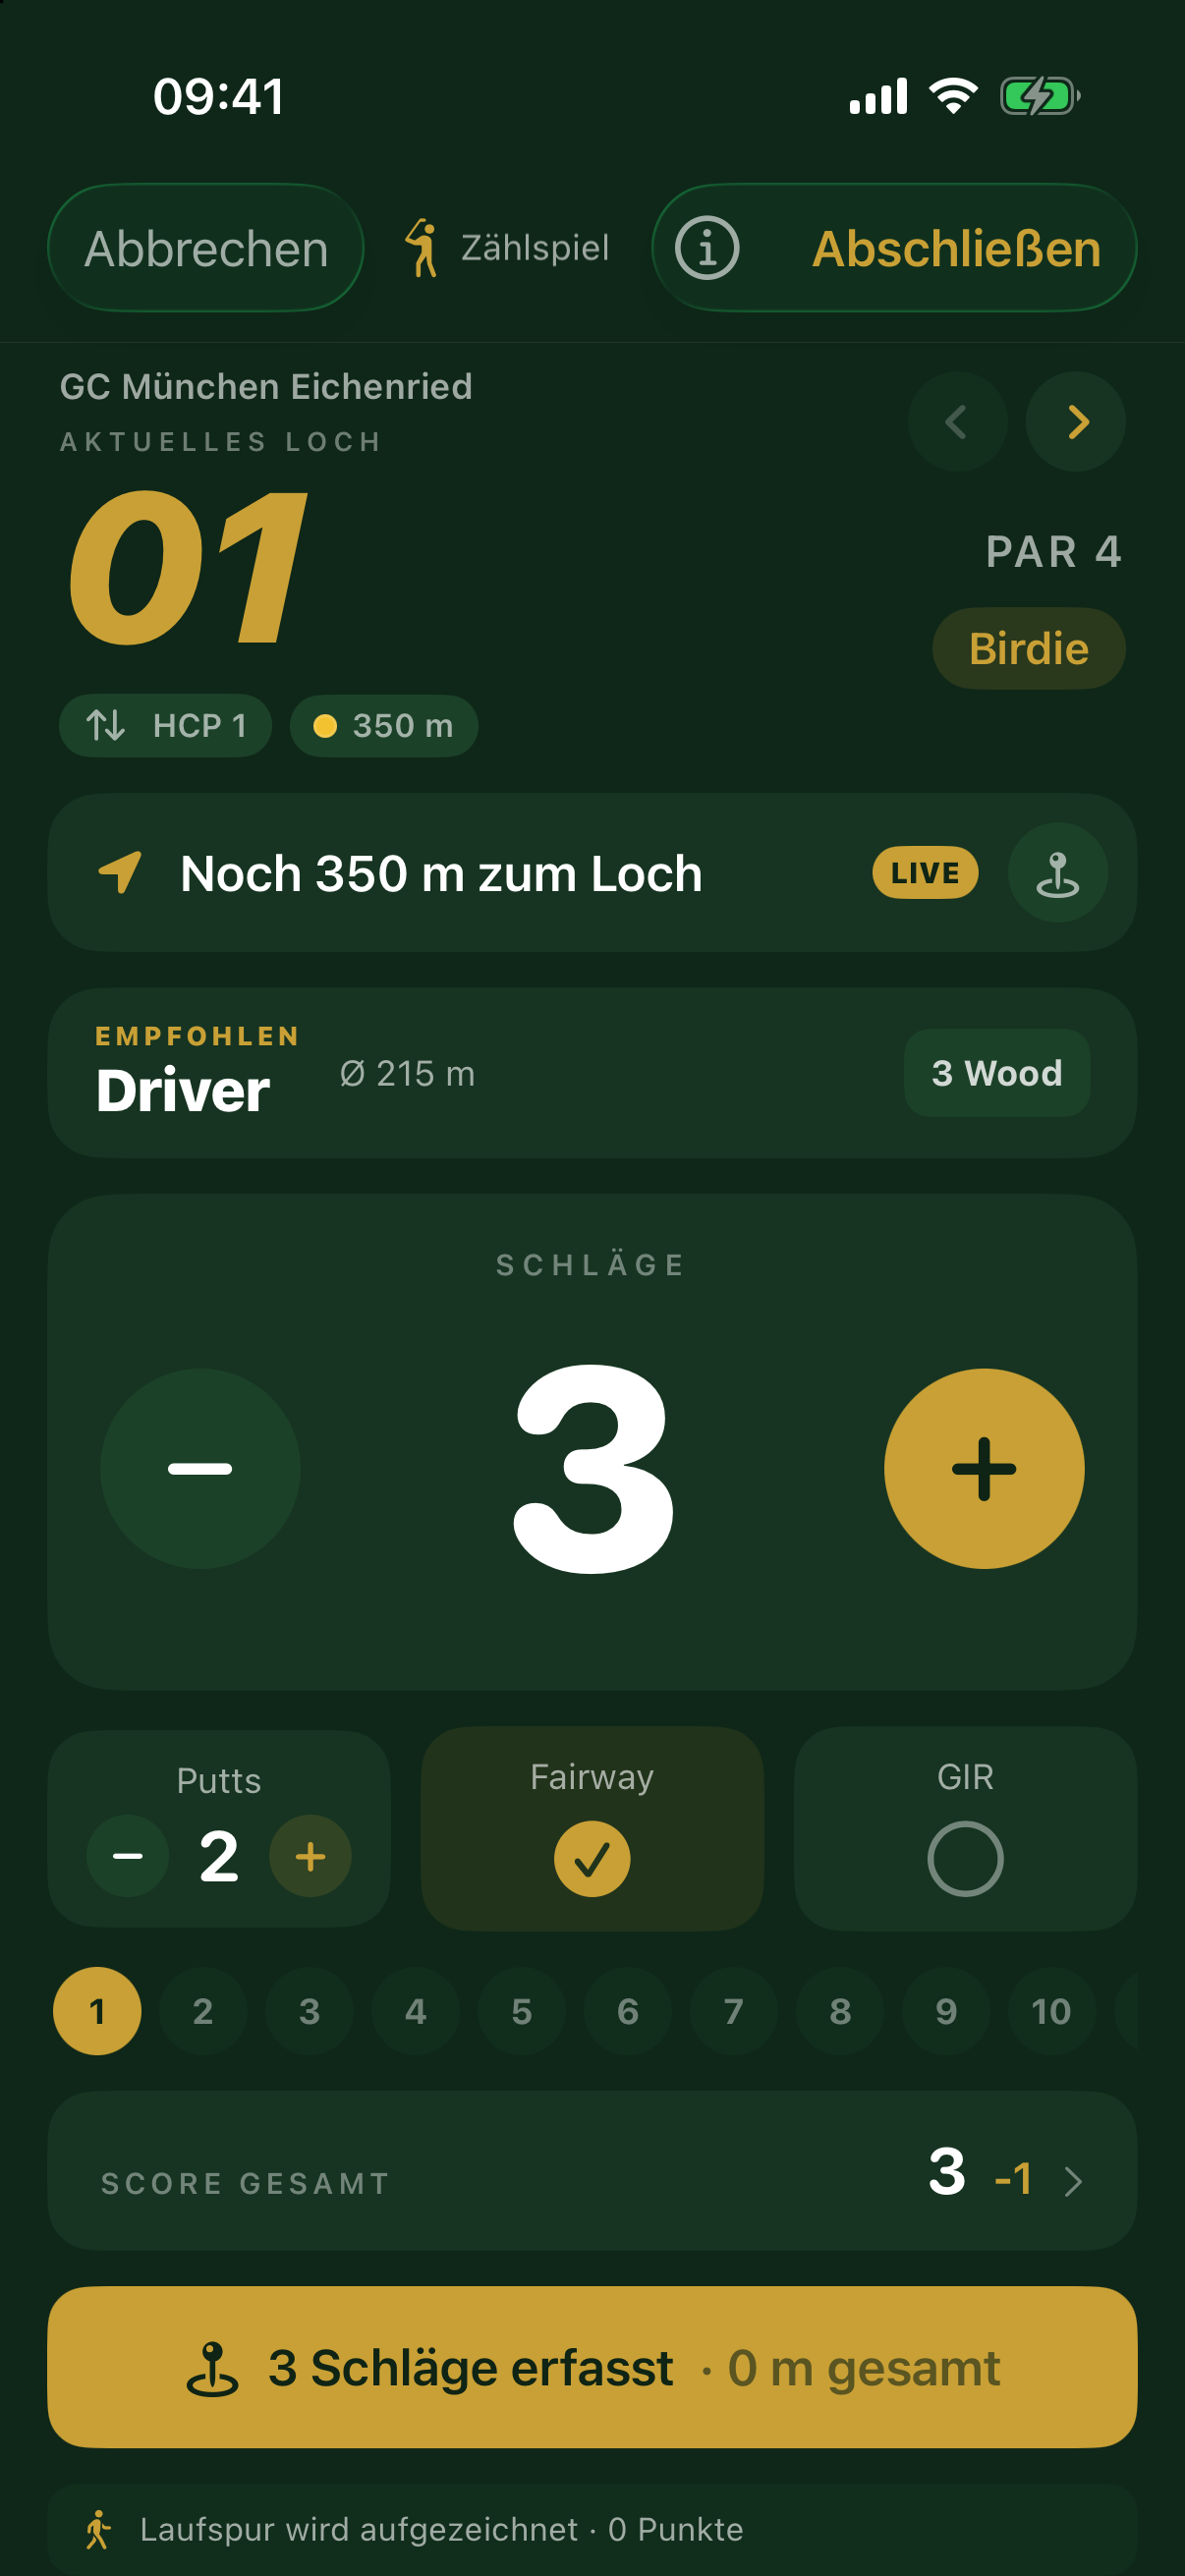 09:41
Abbrechen
Zählspiel
Abschließen
GC München Eichenried
AKTUELLES LOCH
01
PAR 4
Birdie
HCP 1
350 m
Noch 350 m zum Loch
LIVE
EMPFOHLEN
Driver
Ø 215 m
3 Wood
SCHLÄGE
− 3 +
Putts
− 2 +
Fairway
GIR
1 2 3 4 5 6 7 8 9 10
SCORE GESAMT
3 -1
3 Schläge erfasst · 0 m gesamt
Laufspur wird aufgezeichnet · 0 Punkte